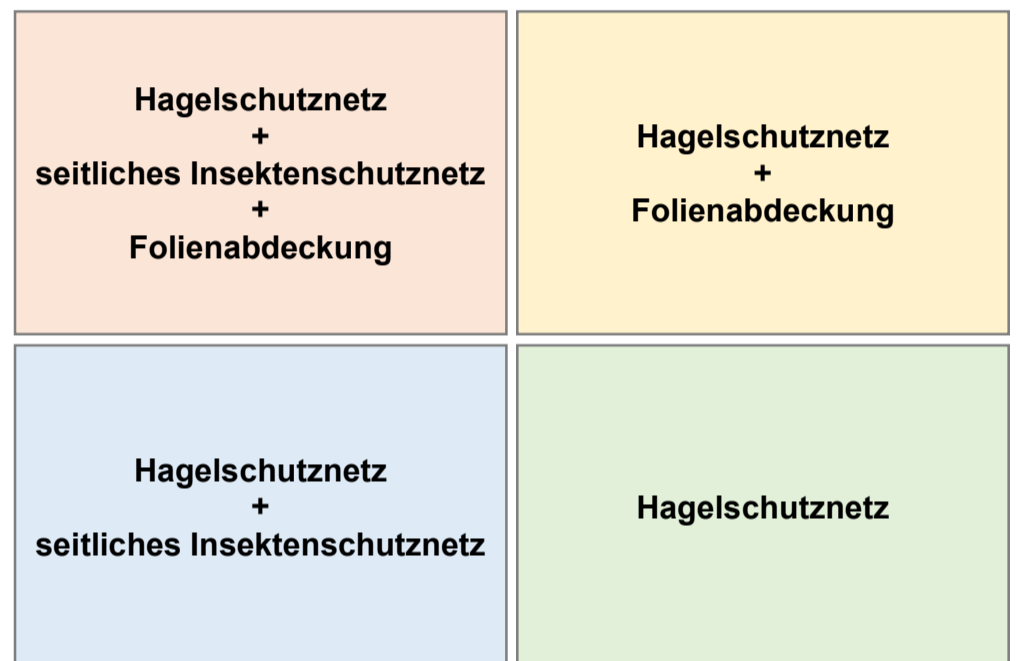 Hagelschutznetz
+
seitliches Insektenschutznetz
+
Folienabdeckung
Hagelschutznetz
+
Folienabdeckung
Hagelschutznetz
+
seitliches Insektenschutznetz
Hagelschutznetz